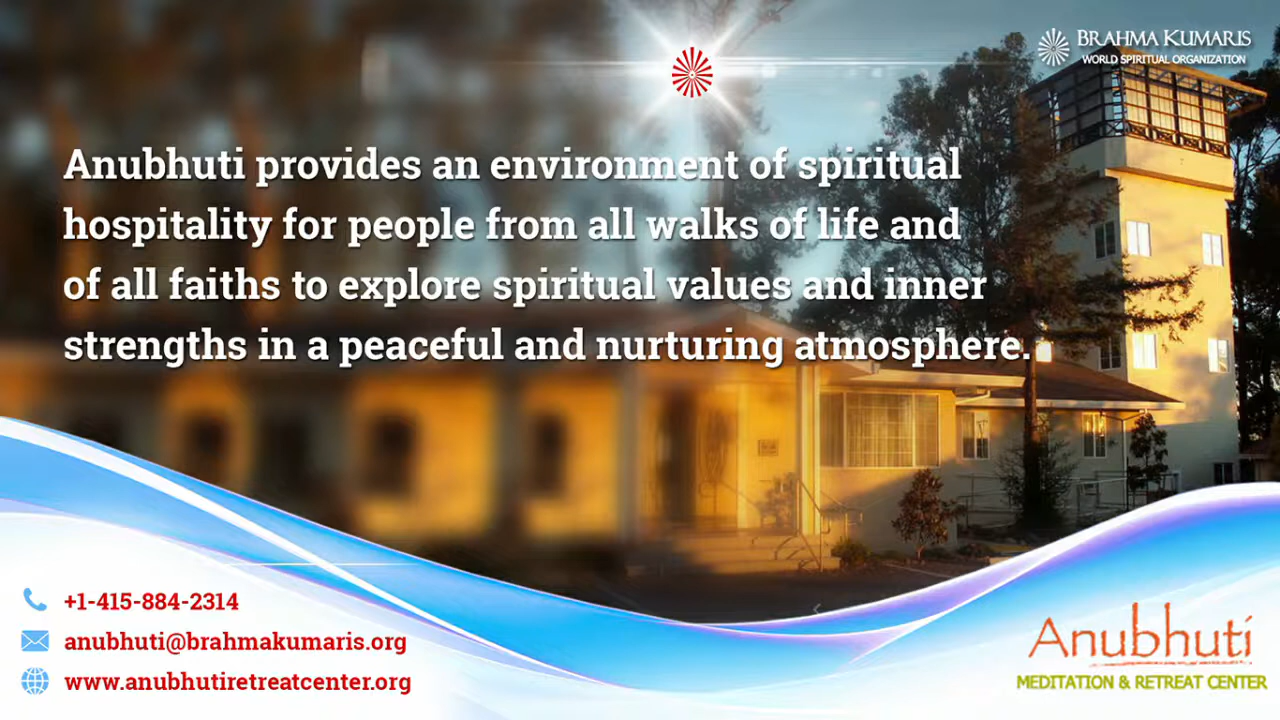 BRAHMA KUMARIS
WORLD SPIRITUAL ORGANIZATION
Anubhuti provides an environment of spiritual
hospitality for people from all walks of life and
of all faiths to explore spiritual values and inner
strengths in a peaceful and nurturing atmosphere.
+1-415-884-2314
anubhuti@brahmakumaris.org
www.anubhutiretreatcenter.org
Anubhuti
MEDITATION & RETREAT CENTER